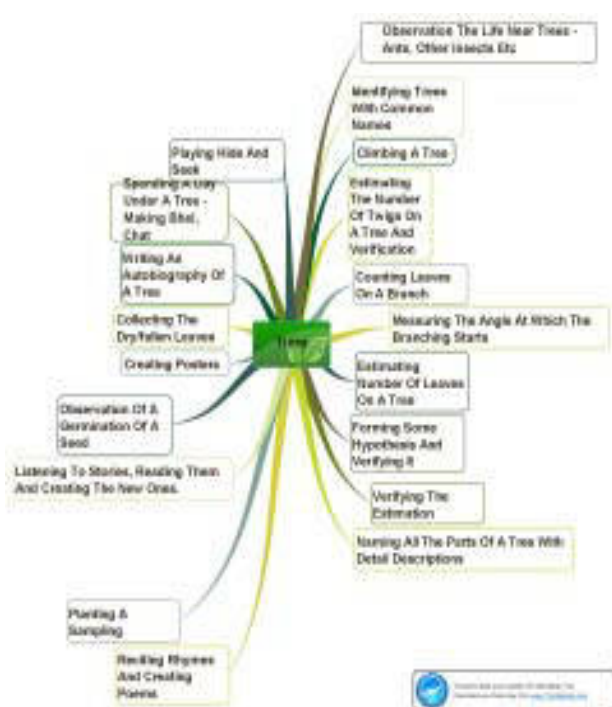 Observation The Life Near Trees -
Ants, Other Insects Etc
Identifying Trees
With Common
Names
Playing Hide And
Seek
Climbing A Tree
Spending A Day
Under A Tree -
Making Bhel,
Chat
Estimating
The Number
Of Twigs On
A Tree And
Verification
Writing An
Autobiography Of
A Tree
Counting Leaves
On A Branch
Collecting The
Dry/fallen Leaves
Measuring The Angle At Which The
Branching Starts
Trees
Creating Posters
Estimating
Number Of Leaves
On A Tree
Observation Of A
Germination Of A
Seed
Forming Some
Hypothesis And
Verifying It
Listening To Stories, Reading Them
And Creating The New Ones.
Verifying The
Estimation
Naming All The Parts Of A Tree With
Detail Descriptions
Planting A
Sampling
Reciting Rhymes
And Creating
Poems